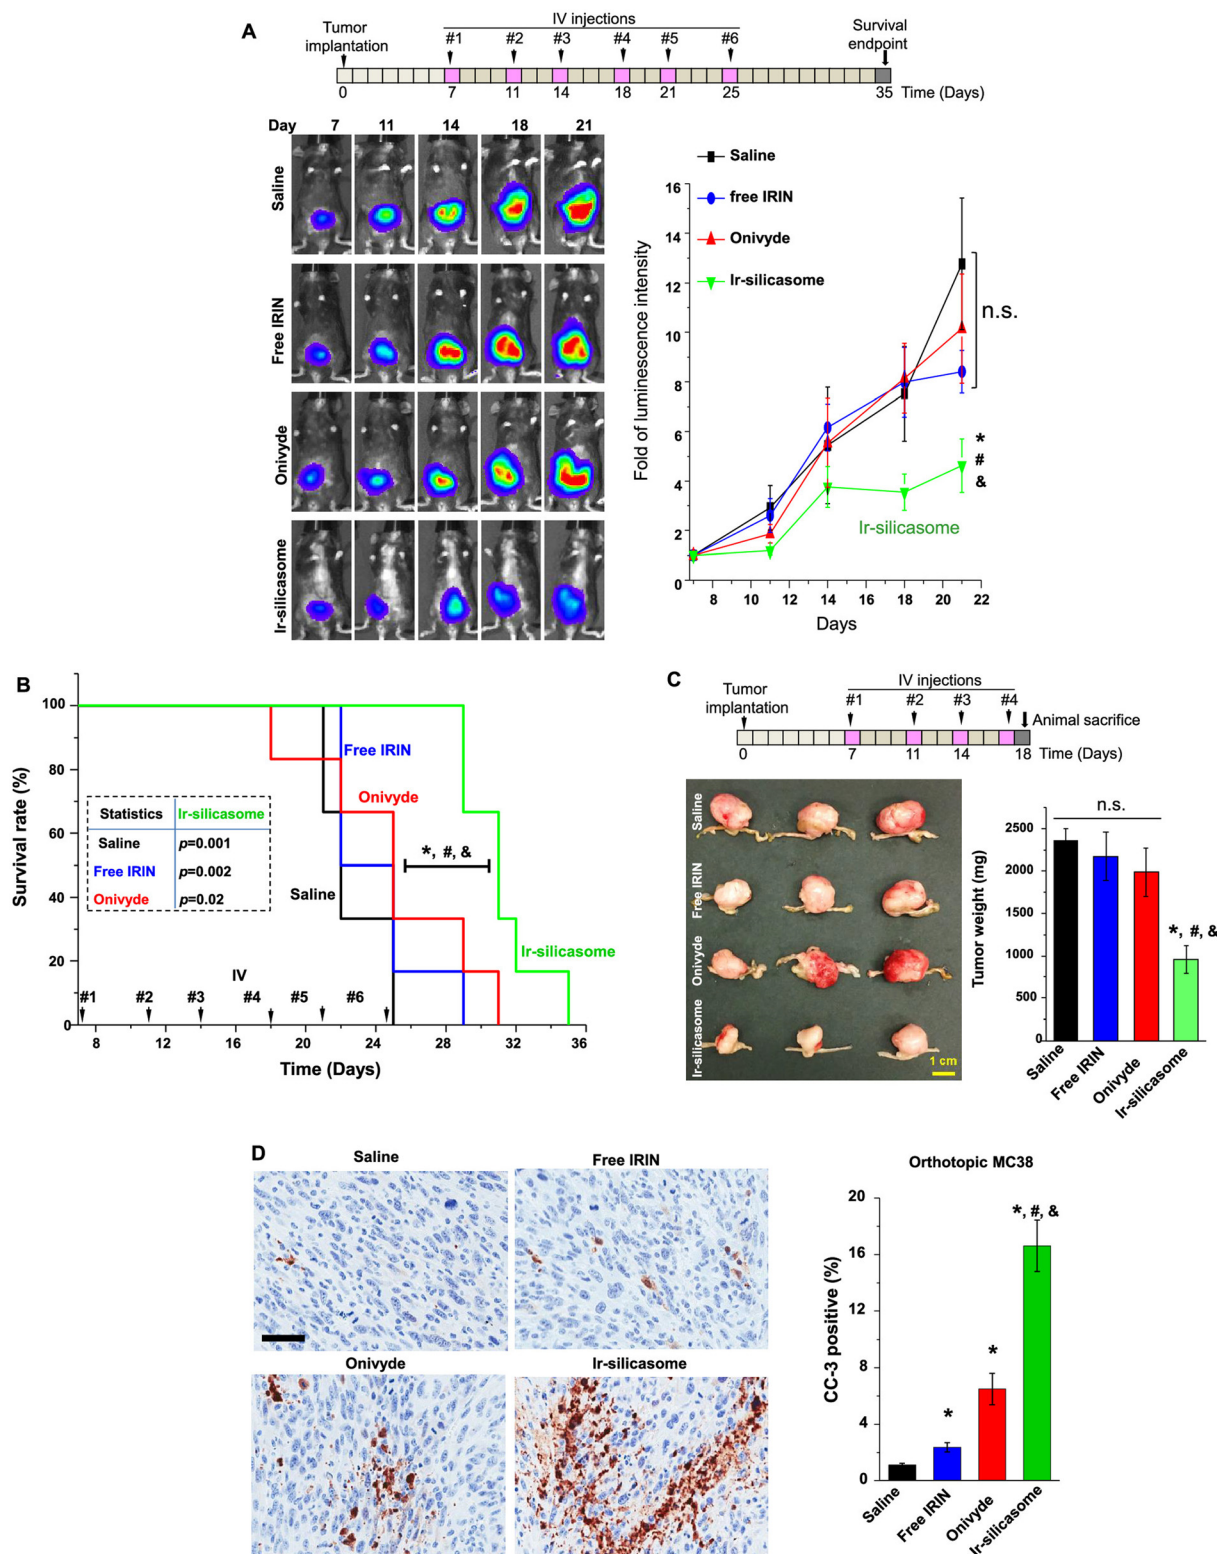 A
Tumor
implantation
IV injections
#1 #2 #3 #4 #5 #6
Survival
endpoint
0 7 11 14 18 21 25 35 Time (Days)
Day 7 11 14 18 21
Saline
Free IRIN
Onivyde
Ir-silicasome
Saline
free IRIN
Onivyde
Ir-silicasome
Fold of luminescence intensity
16
14
12
10
8
6
4
2
0
n.s.
*
#
&
Ir-silicasome
8 10 12 14 16 18 20 22
Days
B
Survival rate (%)
100
80
60
40
20
0
Free IRIN
Onivyde
Statistics Ir-silicasome
Saline p=0.001
Free IRIN p=0.002
Onivyde p=0.02
*, #, &
Saline
Ir-silicasome
IV
#1 #2 #3 #4 #5 #6
8 12 16 20 24 28 32 36
Time (Days)
C
Tumor
implantation
IV injections
#1 #2 #3 #4
Animal sacrifice
0 7 11 14 18 Time (Days)
Saline
Free IRIN
Onivyde
Ir-silicasome
1 cm
Tumor weight (mg)
2500
2250
1750
1500
1000
500
0
n.s.
*, #, &
Saline
Free IRIN
Onivyde
Ir-silicasome
D
Saline
Free IRIN
Onivyde
Ir-silicasome
Orthotopic MC38
CC-3 positive (%)
20
16
12
8
4
0
*
*
*, #, &
Saline
Free IRIN
Onivyde
Ir-silicasome